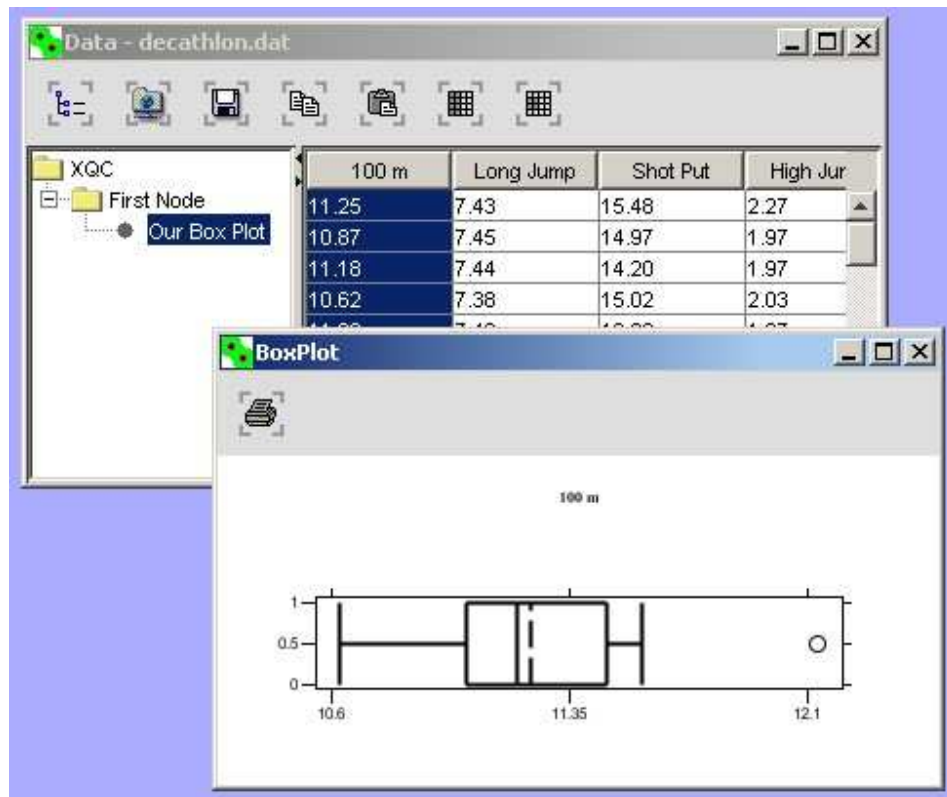 Data - decathlon.dat
XQC
First Node
Our Box Plot
100 m Long Jump Shot Put High Jur
11.25 7.43 15.48 2.27
10.87 7.45 14.97 1.97
11.18 7.44 14.20 1.97
10.62 7.38 15.02 2.03
BoxPlot
100 m
1
0.5
0
10.6 11.35 12.1